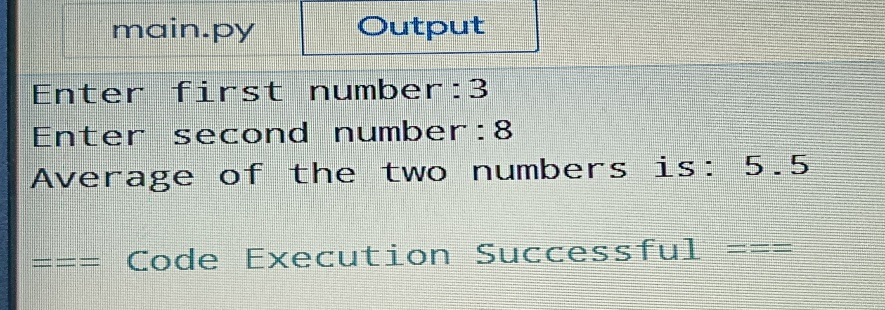 main.py Output
Enter first number:3
Enter second number:8
Average of the two numbers is: 5.5
=== Code Execution Successful ===